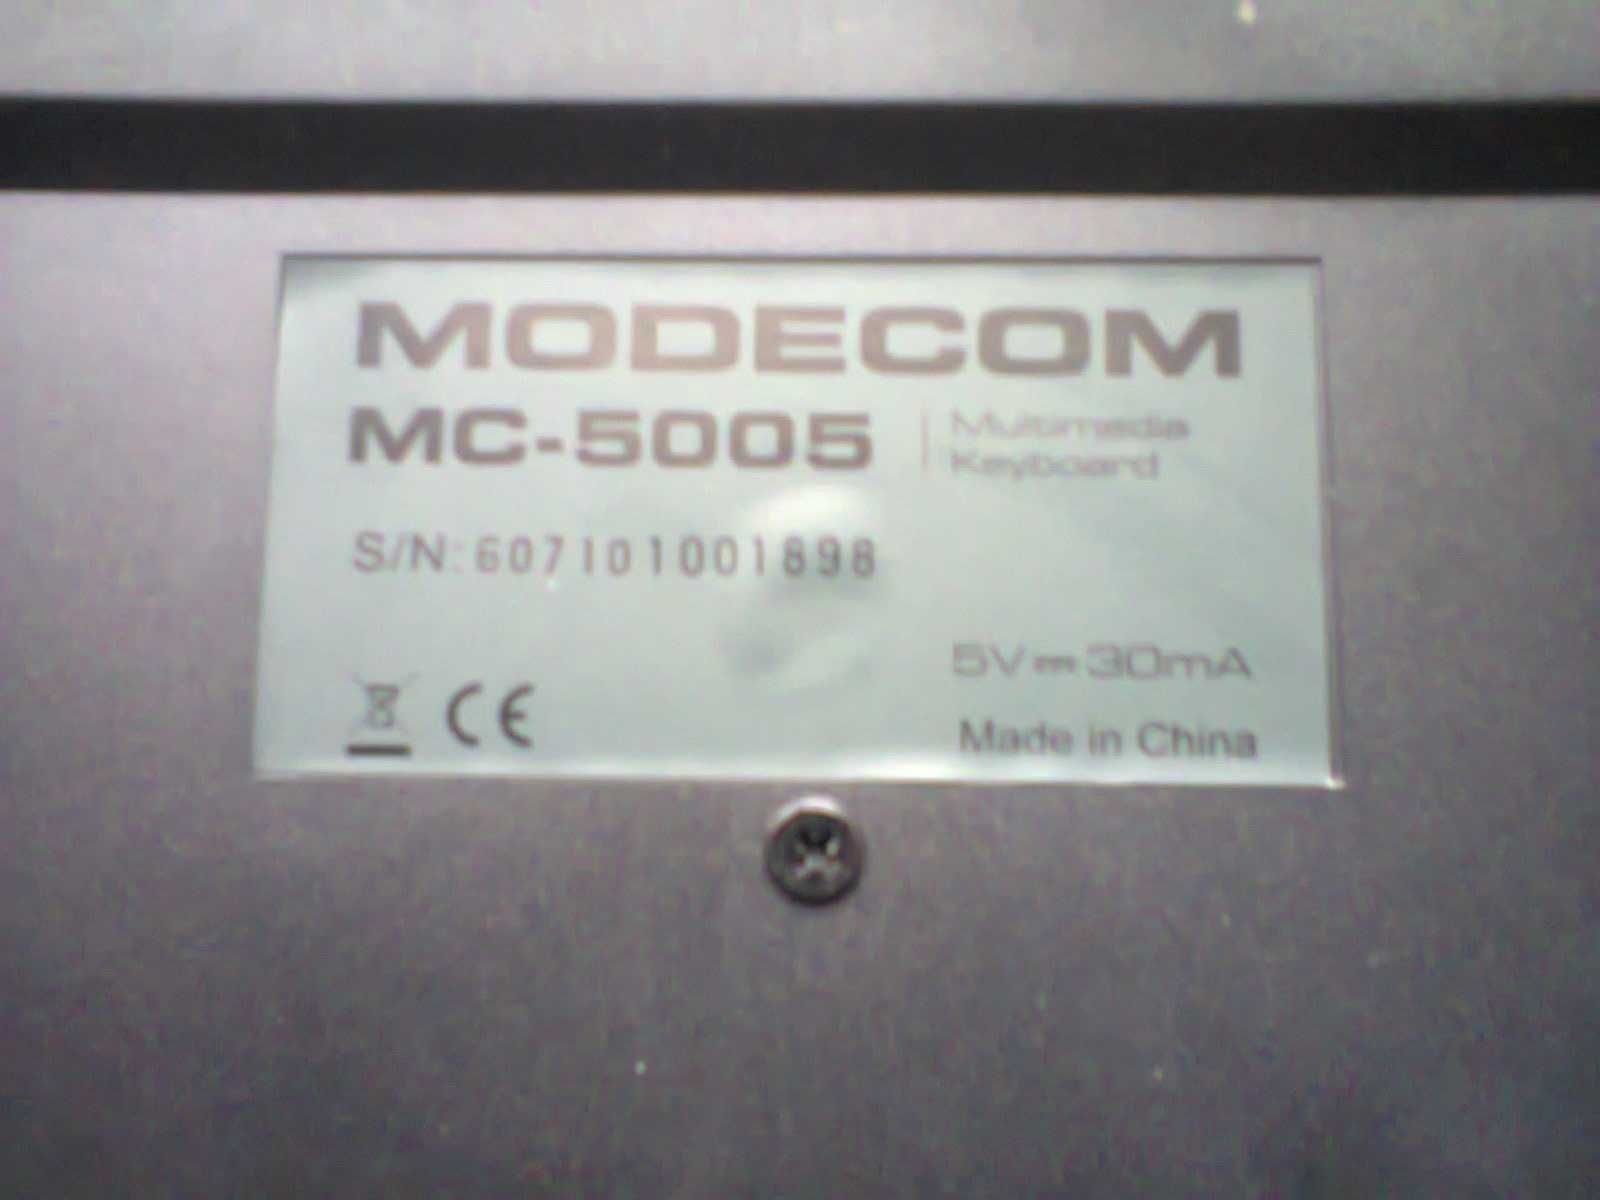 MODECOM
MC-5005 | Multimedia
Keyboard
S/N: 607101001898
5V⎓30mA
CE Made in China